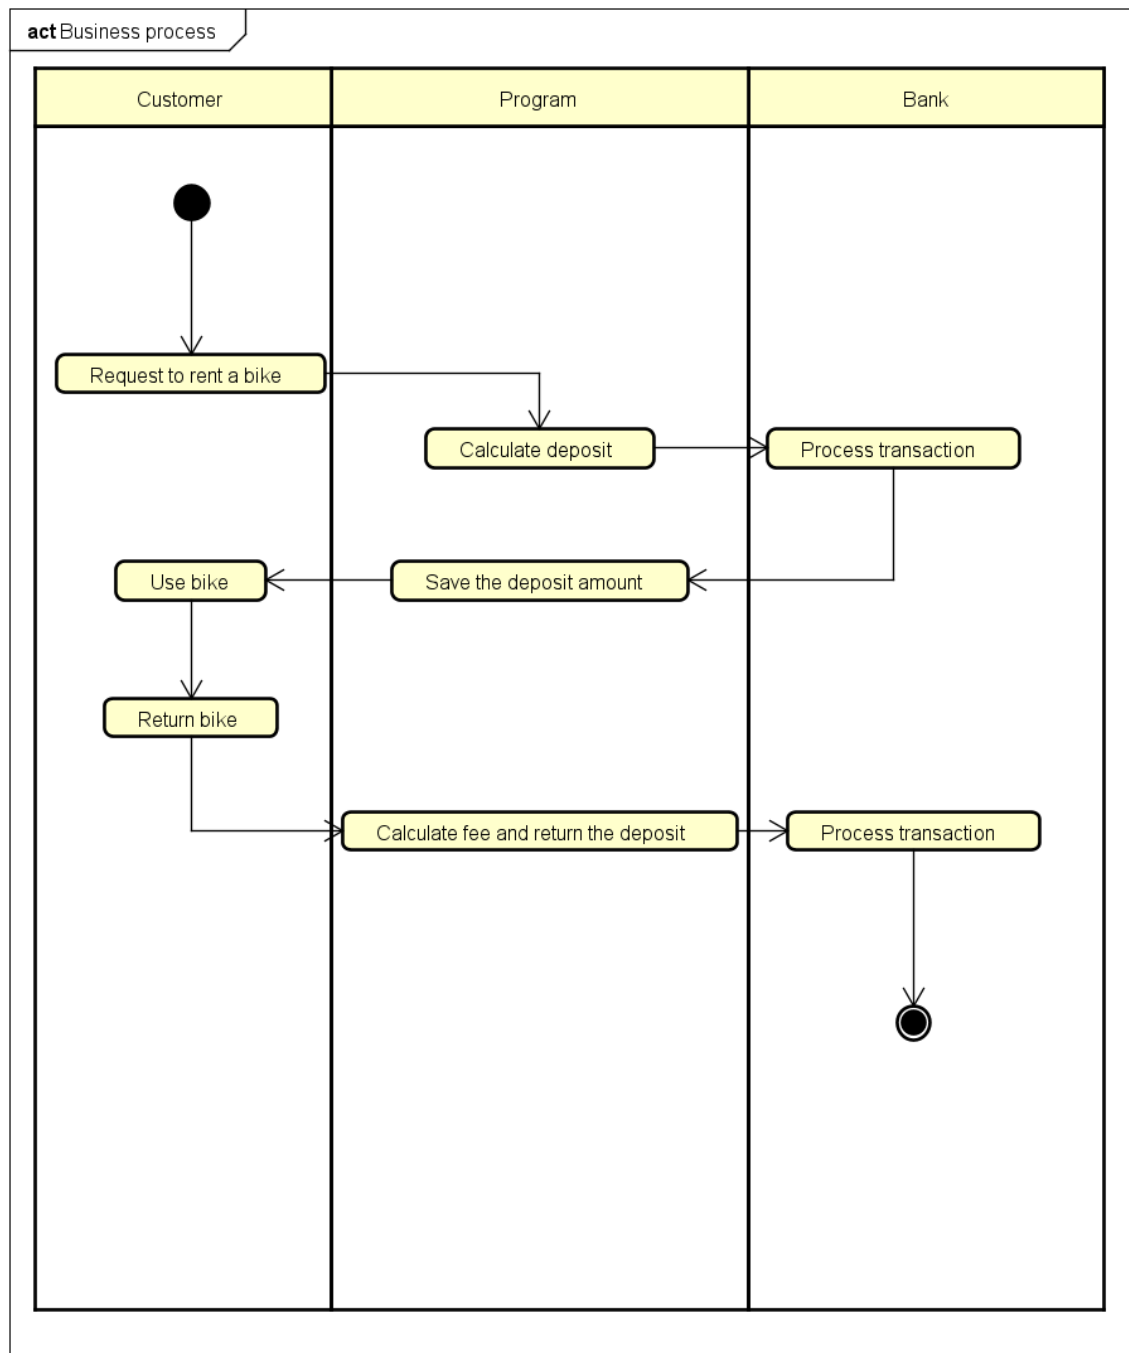 act Business process
Customer
Program
Bank
Request to rent a bike
Calculate deposit
Process transaction
Use bike
Save the deposit amount
Return bike
Calculate fee and return the deposit
Process transaction